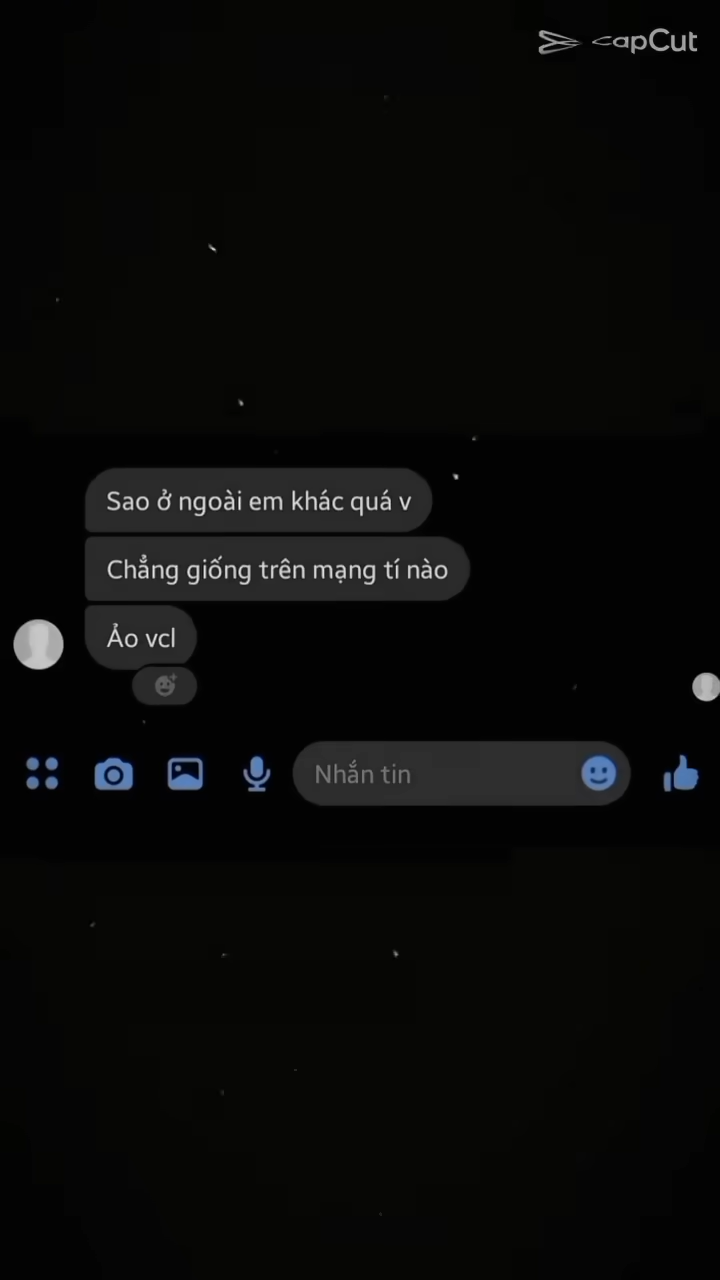 CapCut
Sao ở ngoài em khác quá v
Chẳng giống trên mạng tí nào
Ảo vcl
Nhắn tin